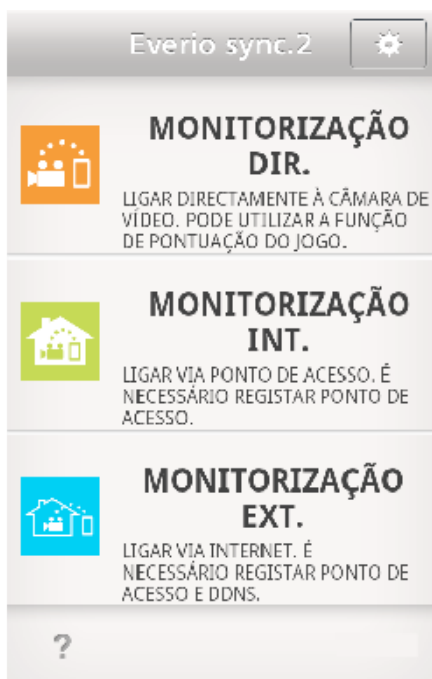 Everio sync.2
MONITORIZAÇÃO
DIR.
LIGAR DIRECTAMENTE À CÂMARA DE
VÍDEO. PODE UTILIZAR A FUNÇÃO
DE PONTUAÇÃO DO JOGO.
MONITORIZAÇÃO
INT.
LIGAR VIA PONTO DE ACESSO. É
NECESSÁRIO REGISTAR PONTO DE
ACESSO.
MONITORIZAÇÃO
EXT.
LIGAR VIA INTERNET. É
NECESSÁRIO REGISTAR PONTO DE
ACESSO E DDNS.
?